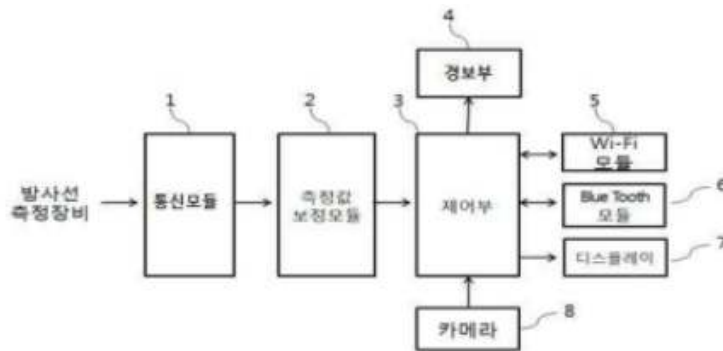 4
경보부
1
2
3
5
방사선
측정장비
통신모듈
측정값
보정모듈
제어부
Wi-Fi
모듈
Blue Tooth
모듈
6
디스플레이
7
카메라
8